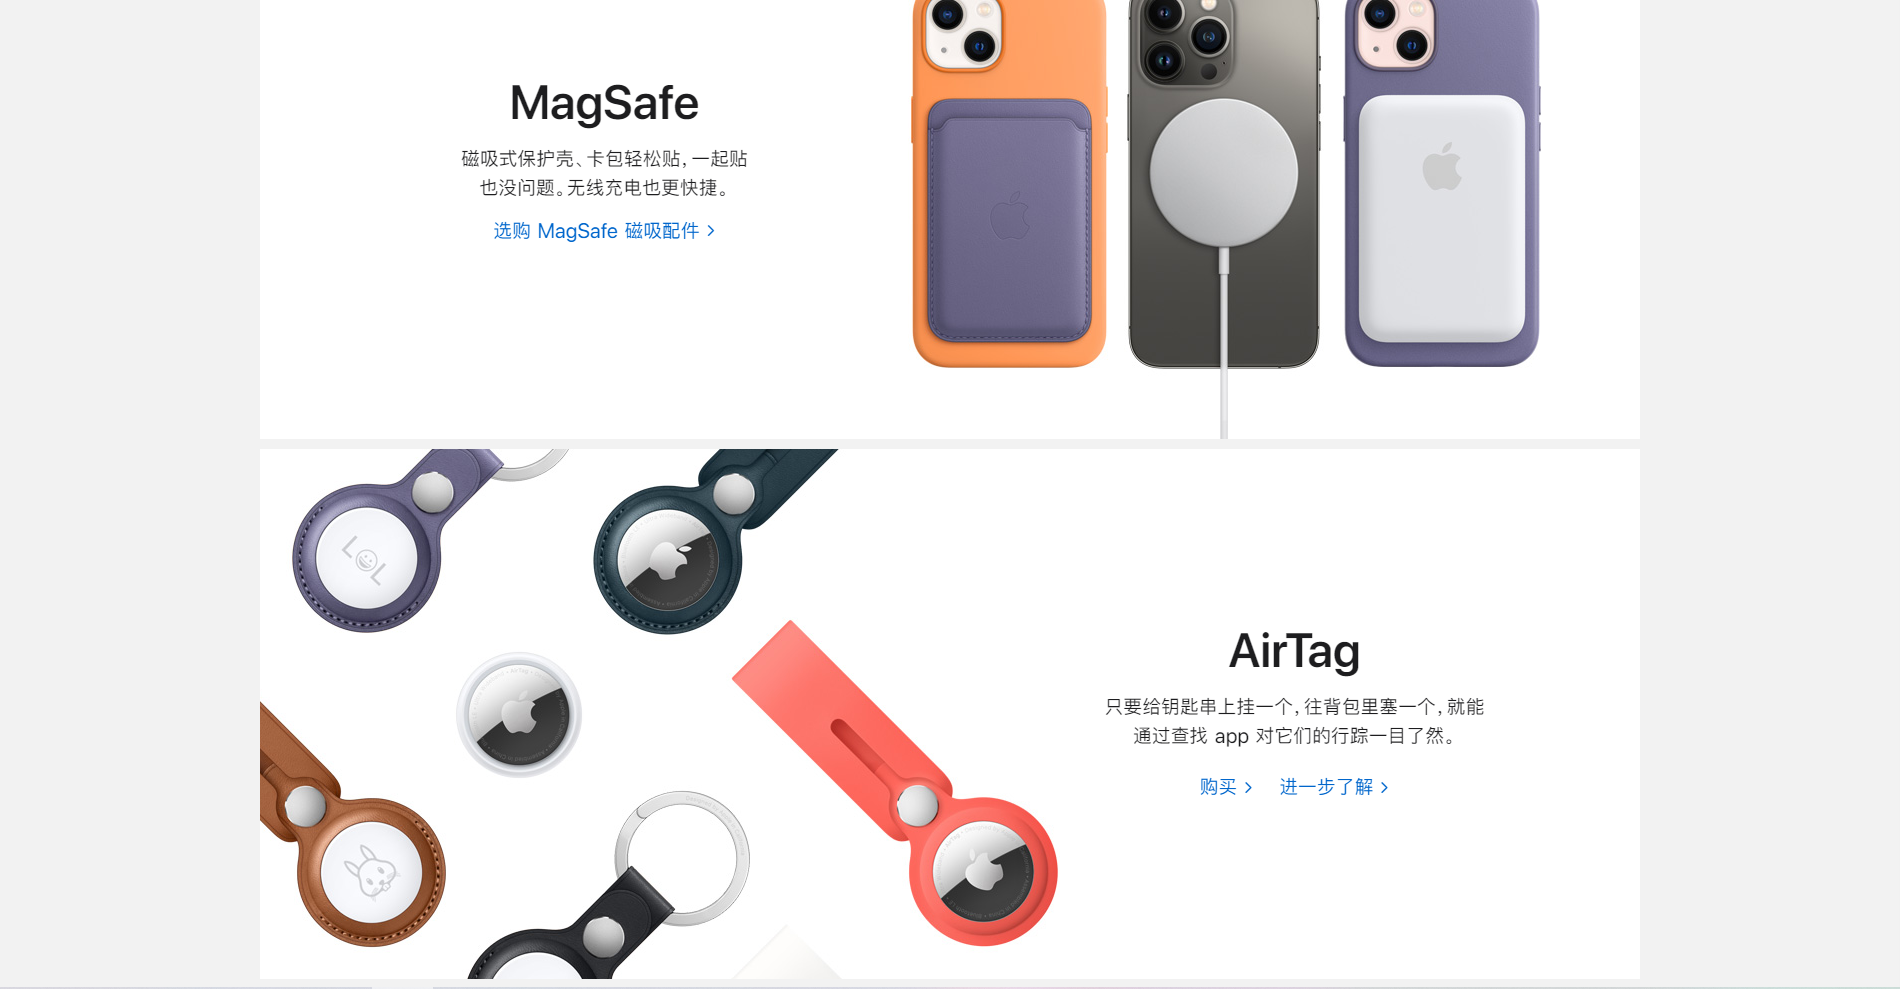 MagSafe
磁吸式保护壳、卡包轻松贴，一起贴
也没问题。无线充电也更快捷。
选购 MagSafe 磁吸配件 >
LOL
AirTag
只要给钥匙串上挂一个，往背包里塞一个，就能
通过查找 app 对它们的行踪一目了然。
购买 > 进一步了解 >